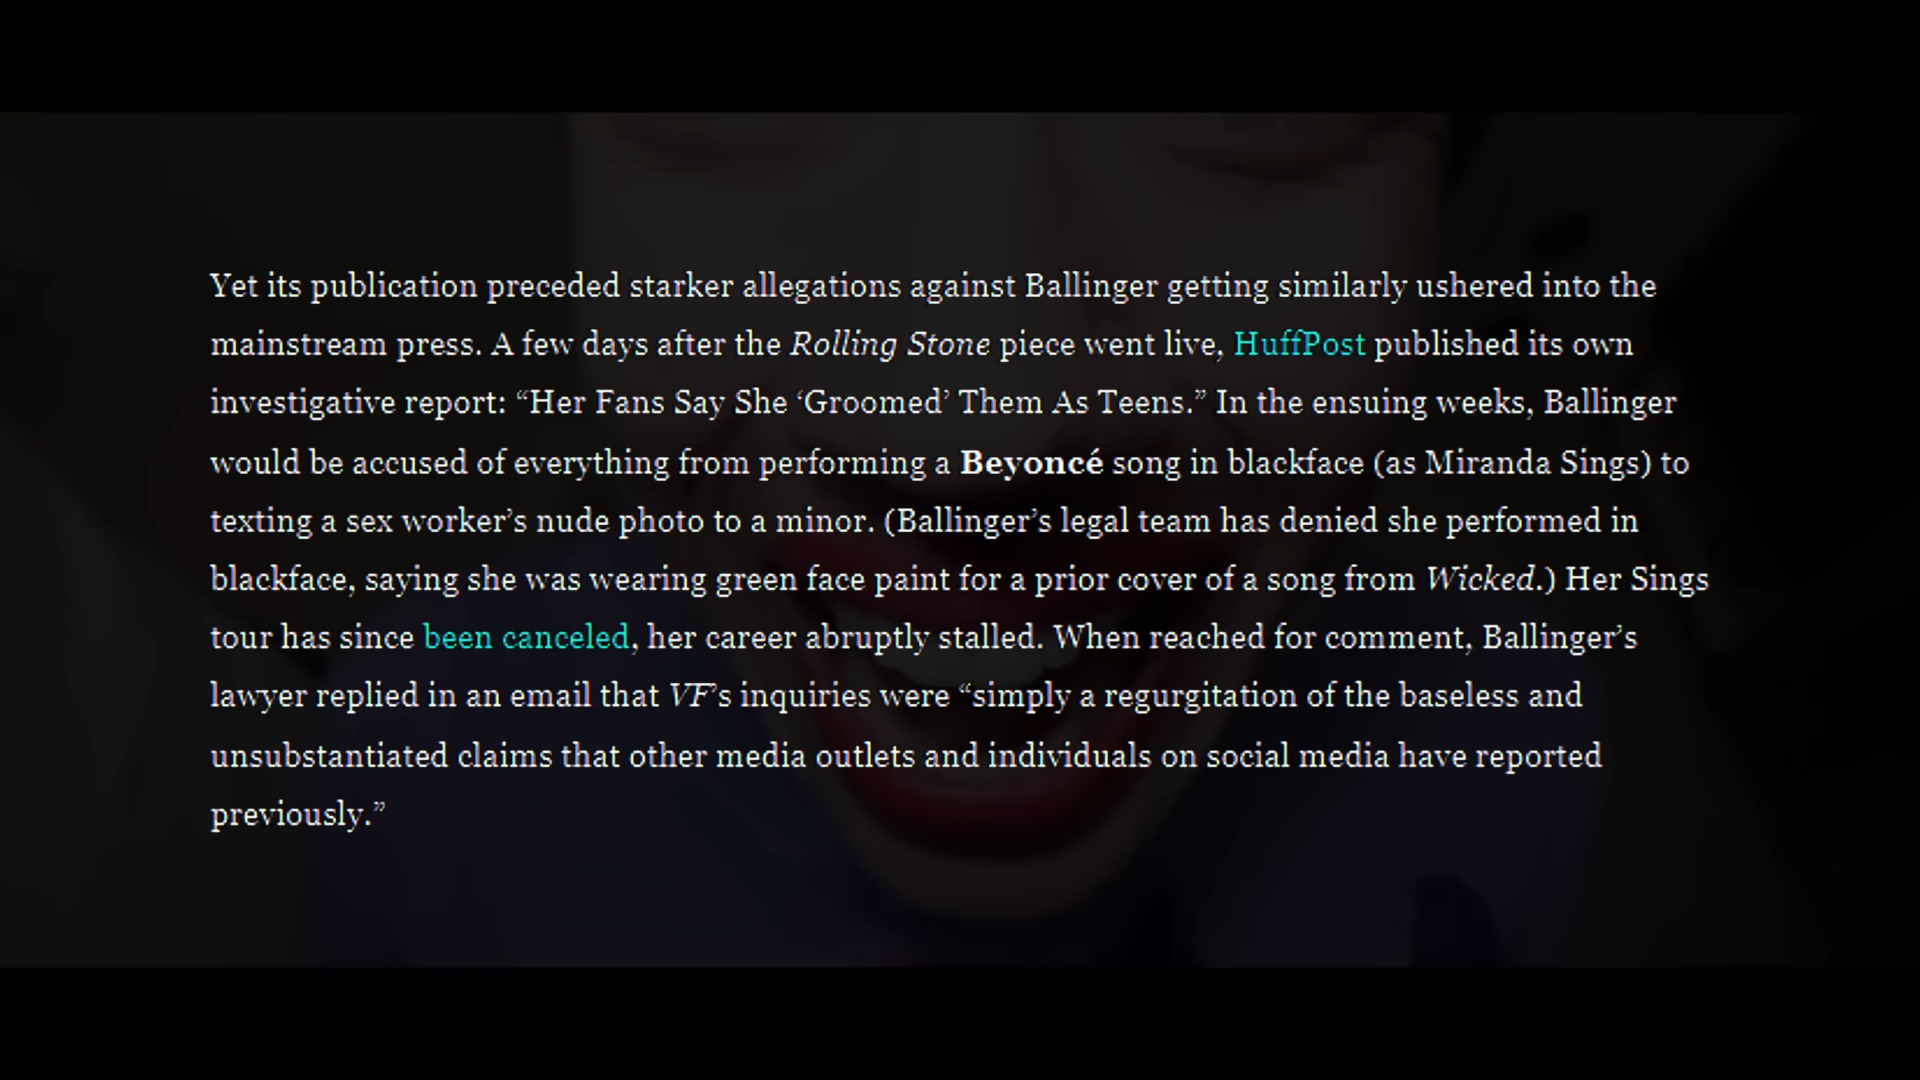 Yet its publication preceded starker allegations against Ballinger getting similarly ushered into the
mainstream press. A few days after the Rolling Stone piece went live, HuffPost published its own
investigative report: “Her Fans Say She ‘Groomed’ Them As Teens.” In the ensuing weeks, Ballinger
would be accused of everything from performing a Beyoncé song in blackface (as Miranda Sings) to
texting a sex worker’s nude photo to a minor. (Ballinger’s legal team has denied she performed in
blackface, saying she was wearing green face paint for a prior cover of a song from Wicked.) Her Sings
tour has since been canceled, her career abruptly stalled. When reached for comment, Ballinger’s
lawyer replied in an email that VF’s inquiries were “simply a regurgitation of the baseless and
unsubstantiated claims that other media outlets and individuals on social media have reported
previously.”